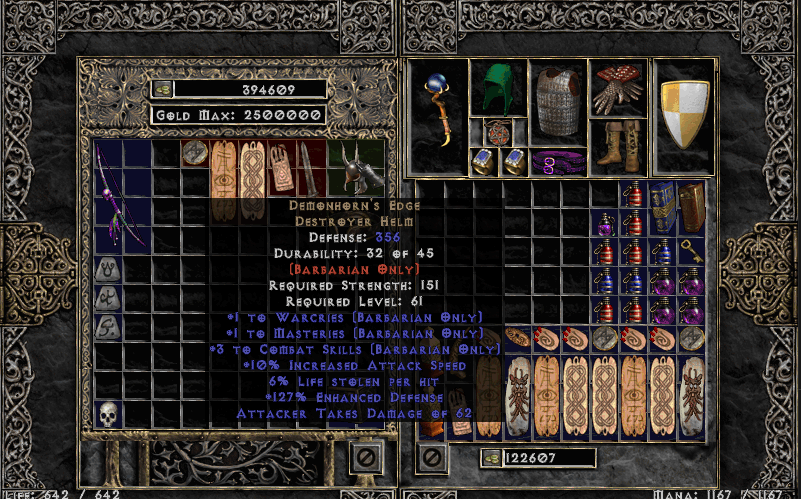 394609
Gold Max: 2500000
Demonhorn's Edge
Destroyer Helm
Defense: 356
Durability: 32 of 45
(Barbarian Only)
Required Strength: 151
Required Level: 61
+1 to Warcries (Barbarian Only)
+1 to Masteries (Barbarian Only)
+3 to Combat Skills (Barbarian Only)
+10% Increased Attack Speed
6% Life stolen per hit
+127% Enhanced Defense
Attacker Takes Damage of 62
122607
Life: 642 / 642
Mana: 1167 / 1167